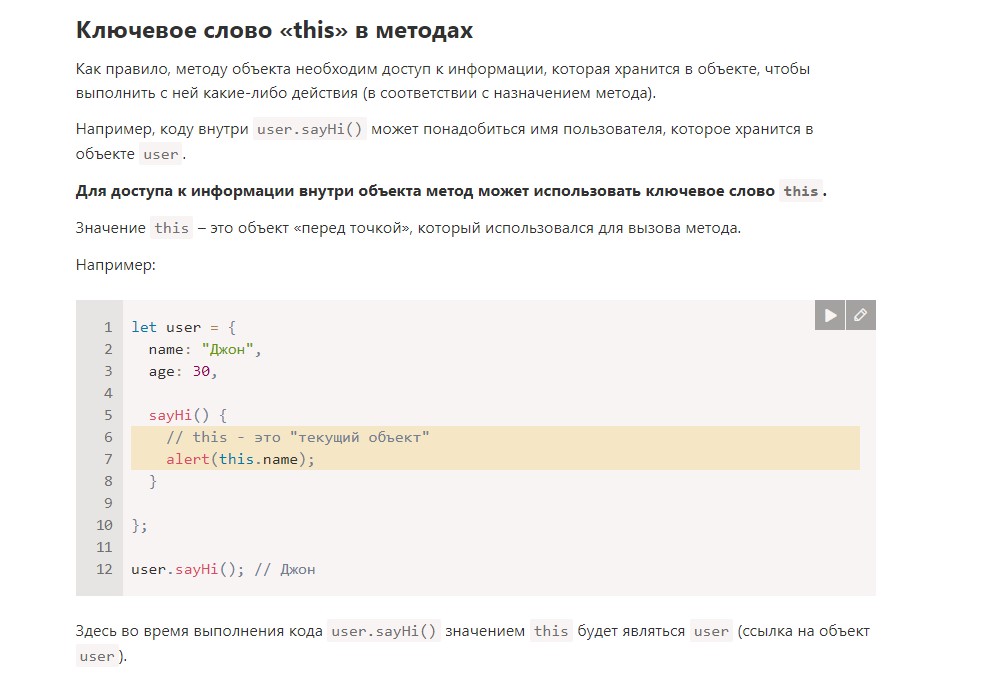 Ключевое слово «this» в методах
Как правило, методу объекта необходим доступ к информации, которая хранится в объекте, чтобы
выполнить с ней какие-либо действия (в соответствии с назначением метода).
Например, коду внутри user.sayHi() может понадобиться имя пользователя, которое хранится в
объекте user.
Для доступа к информации внутри объекта метод может использовать ключевое слово this.
Значение this – это объект «перед точкой», который использовался для вызова метода.
Например:
1 let user = {
2   name: "Джон",
3   age: 30,
4
5   sayHi() {
6     // this - это "текущий объект"
7     alert(this.name);
8   }
9
10 };
11
12 user.sayHi(); // Джон
Здесь во время выполнения кода user.sayHi() значением this будет являться user (ссылка на объект
user).